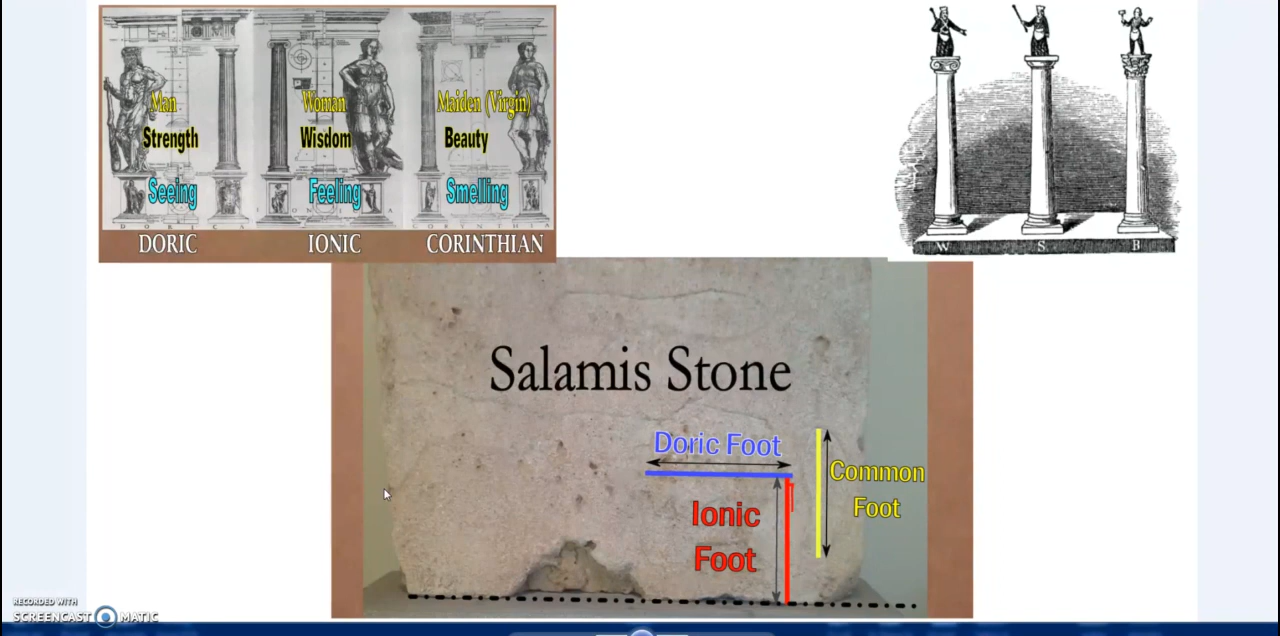 Man
Strength
Seeing
DORIC
Woman
Wisdom
Feeling
IONIC
Maiden (Virgin)
Beauty
Smelling
CORINTHIAN
W S B
Salamis Stone
Doric Foot
Ionic
Foot
Common
Foot
RECORDED WITH
SCREENCAST MATIC